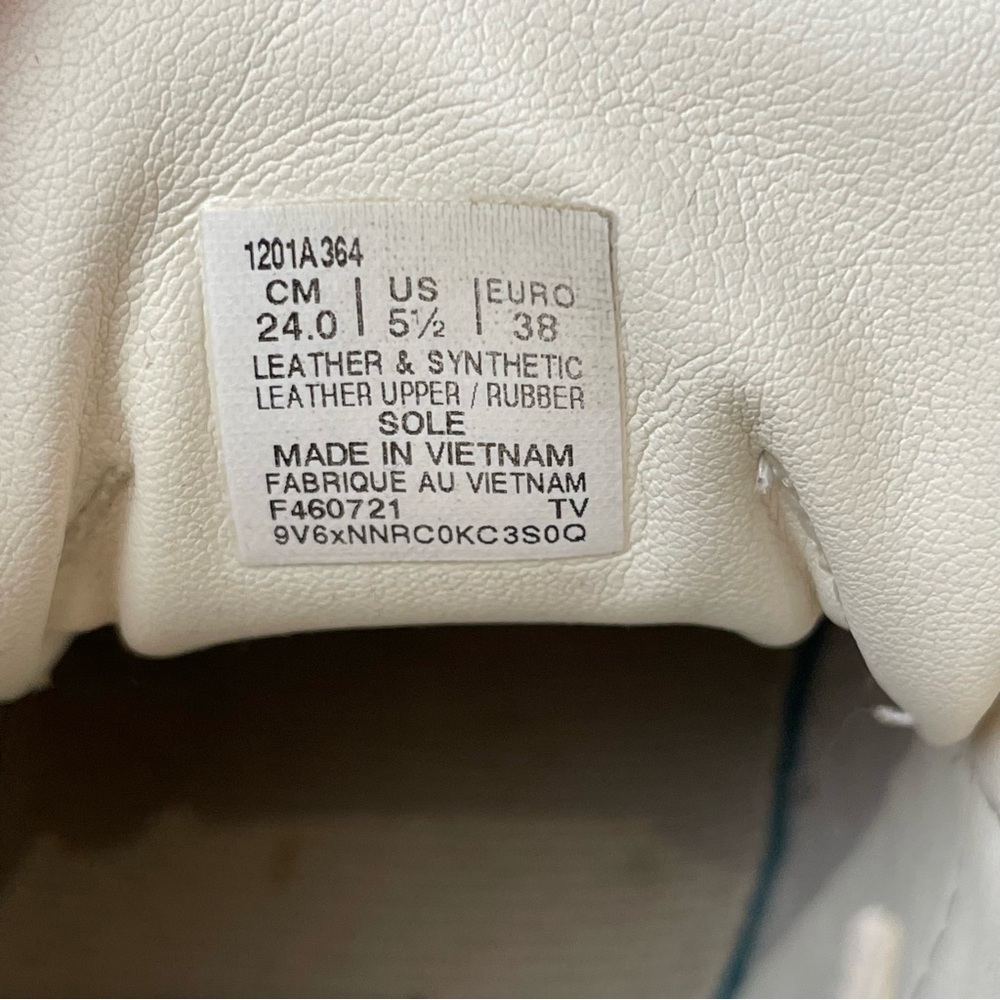 1201A364
CM | US | EURO
24.0 | 5½ | 38
LEATHER & SYNTHETIC
LEATHER UPPER / RUBBER
SOLE
MADE IN VIETNAM
FABRIQUE AU VIETNAM
F460721 TV
9V6xNNRC0KC3S0Q